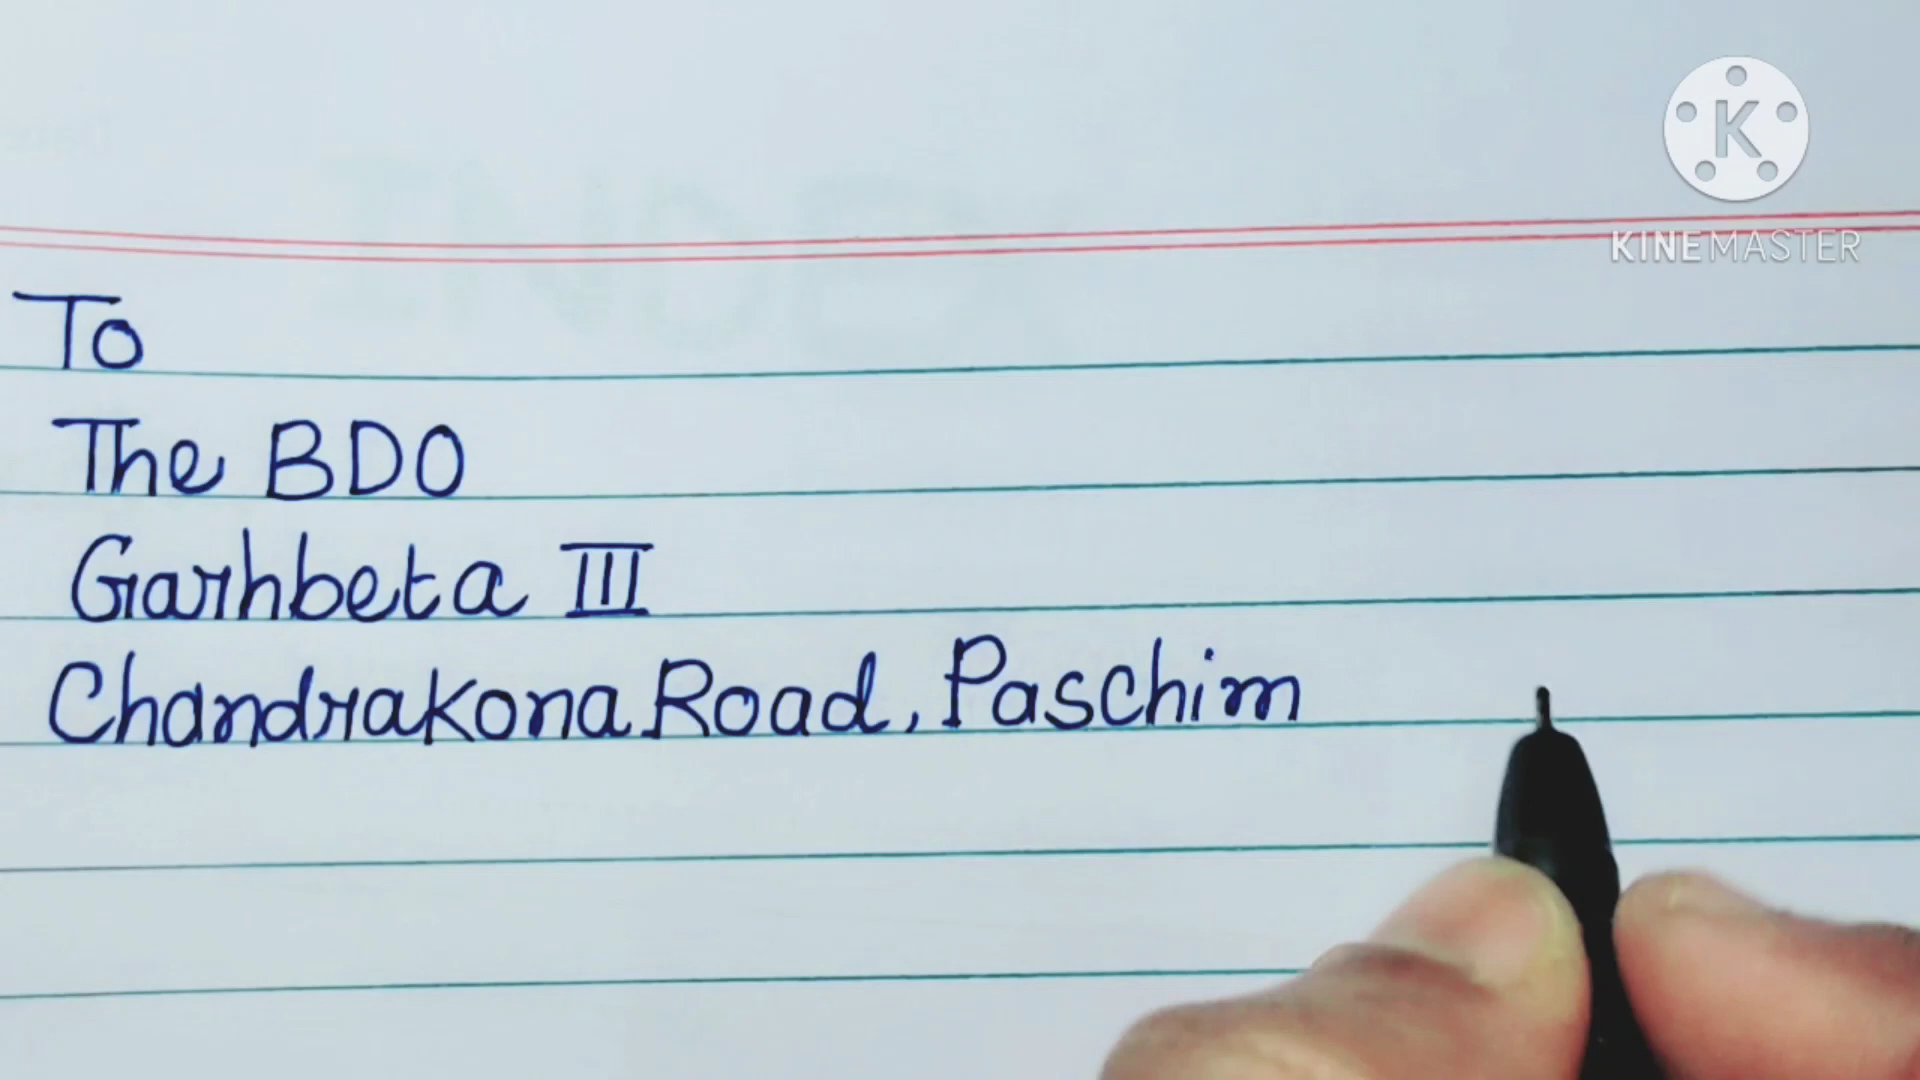 K
KINEMASTER
To
The BDO
Garhbeta III
Chandrakona Road, Paschim